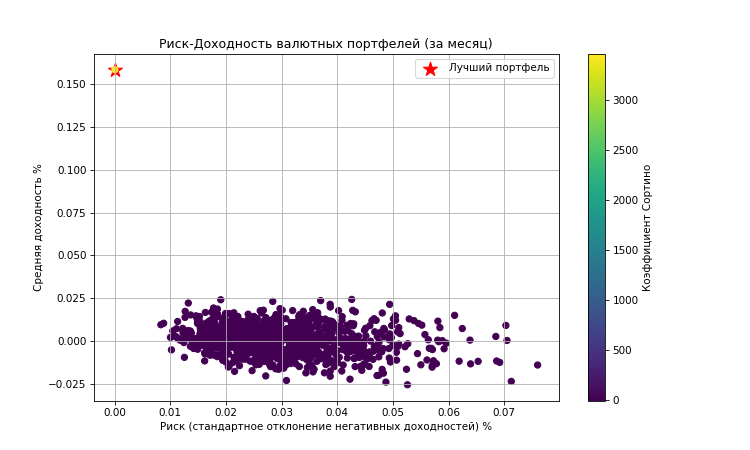 Риск-Доходность валютных портфелей (за месяц)
Лучший портфель
0.150
0.125
0.100
0.075
0.050
0.025
0.000
−0.025
Средняя доходность %
0.00 0.01 0.02 0.03 0.04 0.05 0.06 0.07
Риск (стандартное отклонение негативных доходностей) %
3000
2500
2000
1500
1000
500
0
Коэффициент Сортино